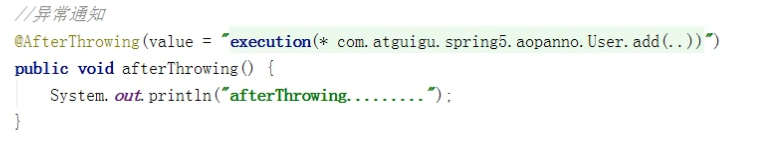 //异常通知
@AfterThrowing(value = "execution(* com.atguigu.spring5.aopanno.User.add(..))")
public void afterThrowing() {
    System.out.println("afterThrowing.........");
}